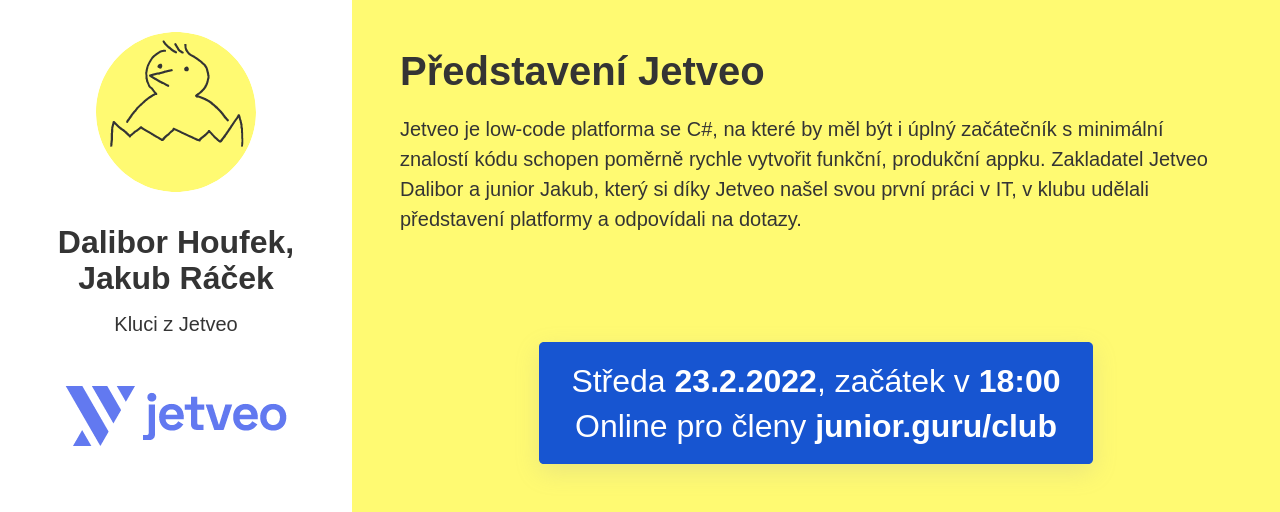 Dalibor Houfek,
Jakub Ráček
Kluci z Jetveo
jetveo
Představení Jetveo
Jetveo je low-code platforma se C#, na které by měl být i úplný začátečník s minimální
znalostí kódu schopen poměrně rychle vytvořit funkční, produkční appku. Zakladatel Jetveo
Dalibor a junior Jakub, který si díky Jetveo našel svou první práci v IT, v klubu udělali
představení platformy a odpovídali na dotazy.
Středa 23.2.2022, začátek v 18:00
Online pro členy junior.guru/club